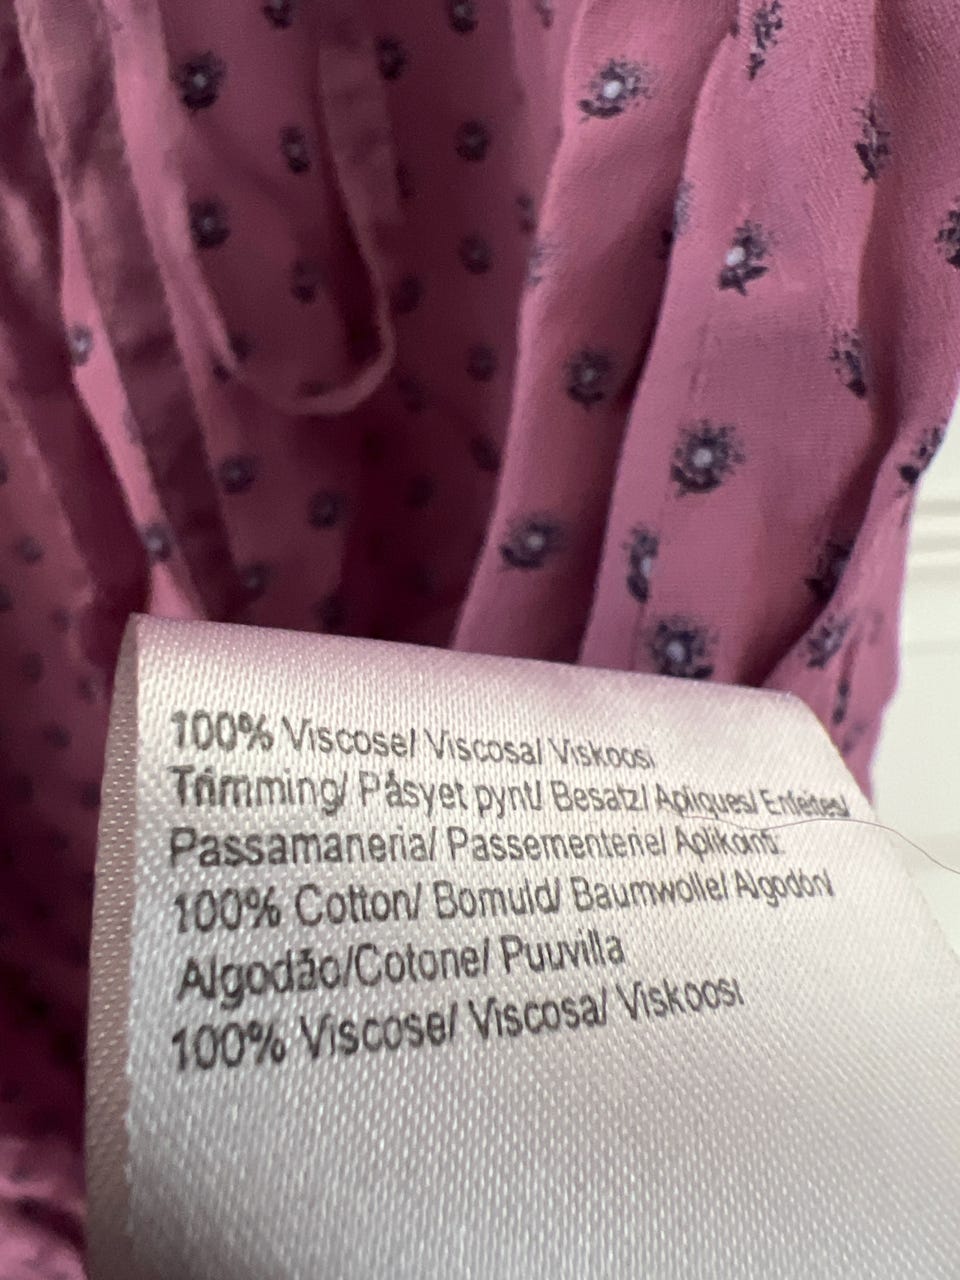 100% Viscose/ Viscosa/ Viskoosi
Trimming/ Påsyet pynt/ Besatz/ Apliques/ Enfeites/
Passamaneria/ Passementerie/ Aplikointi:
100% Cotton/ Bomuld/ Baumwolle/ Algodón/
Algodão/Cotone/ Puuvilla
100% Viscose/ Viscosa/ Viskoosi